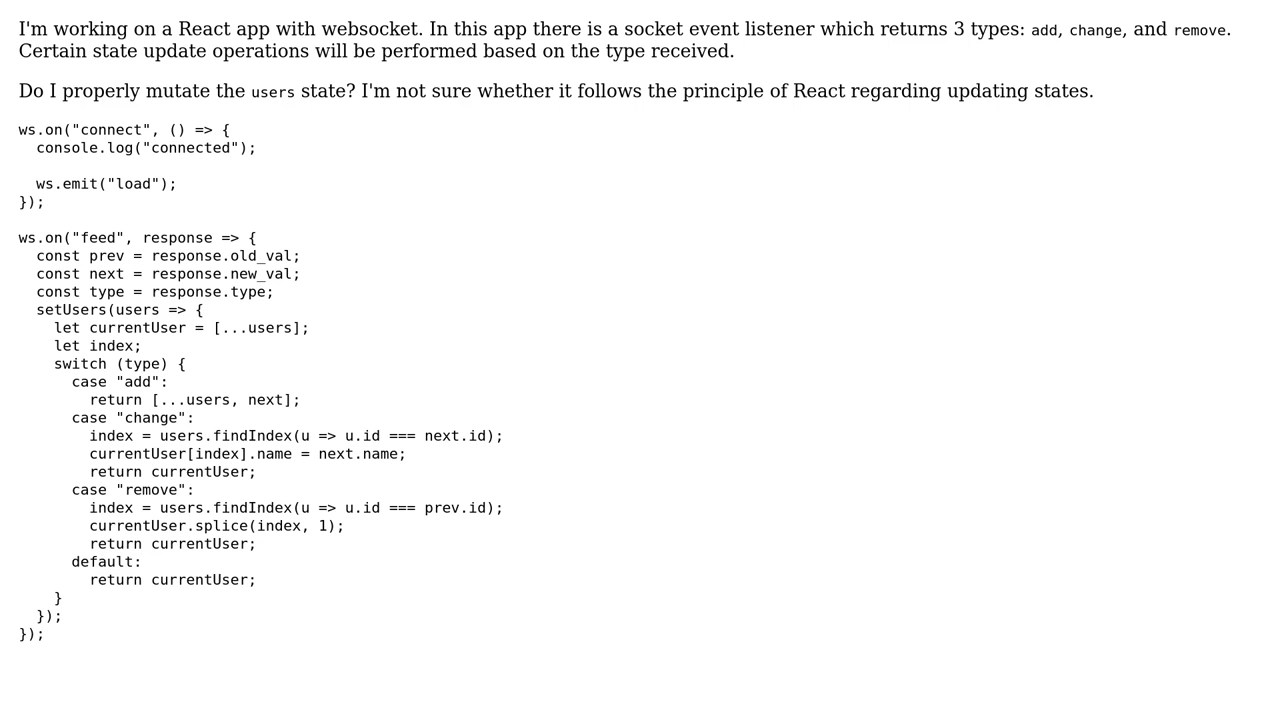 I'm working on a React app with websocket. In this app there is a socket event listener which returns 3 types: add, change, and remove.
Certain state update operations will be performed based on the type received.
Do I properly mutate the users state? I'm not sure whether it follows the principle of React regarding updating states.
ws.on("connect", () => {
  console.log("connected");

  ws.emit("load");
});

ws.on("feed", response => {
  const prev = response.old_val;
  const next = response.new_val;
  const type = response.type;
  setUsers(users => {
    let currentUser = [...users];
    let index;
    switch (type) {
      case "add":
        return [...users, next];
      case "change":
        index = users.findIndex(u => u.id === next.id);
        currentUser[index].name = next.name;
        return currentUser;
      case "remove":
        index = users.findIndex(u => u.id === prev.id);
        currentUser.splice(index, 1);
        return currentUser;
      default:
        return currentUser;
    }
  });
});